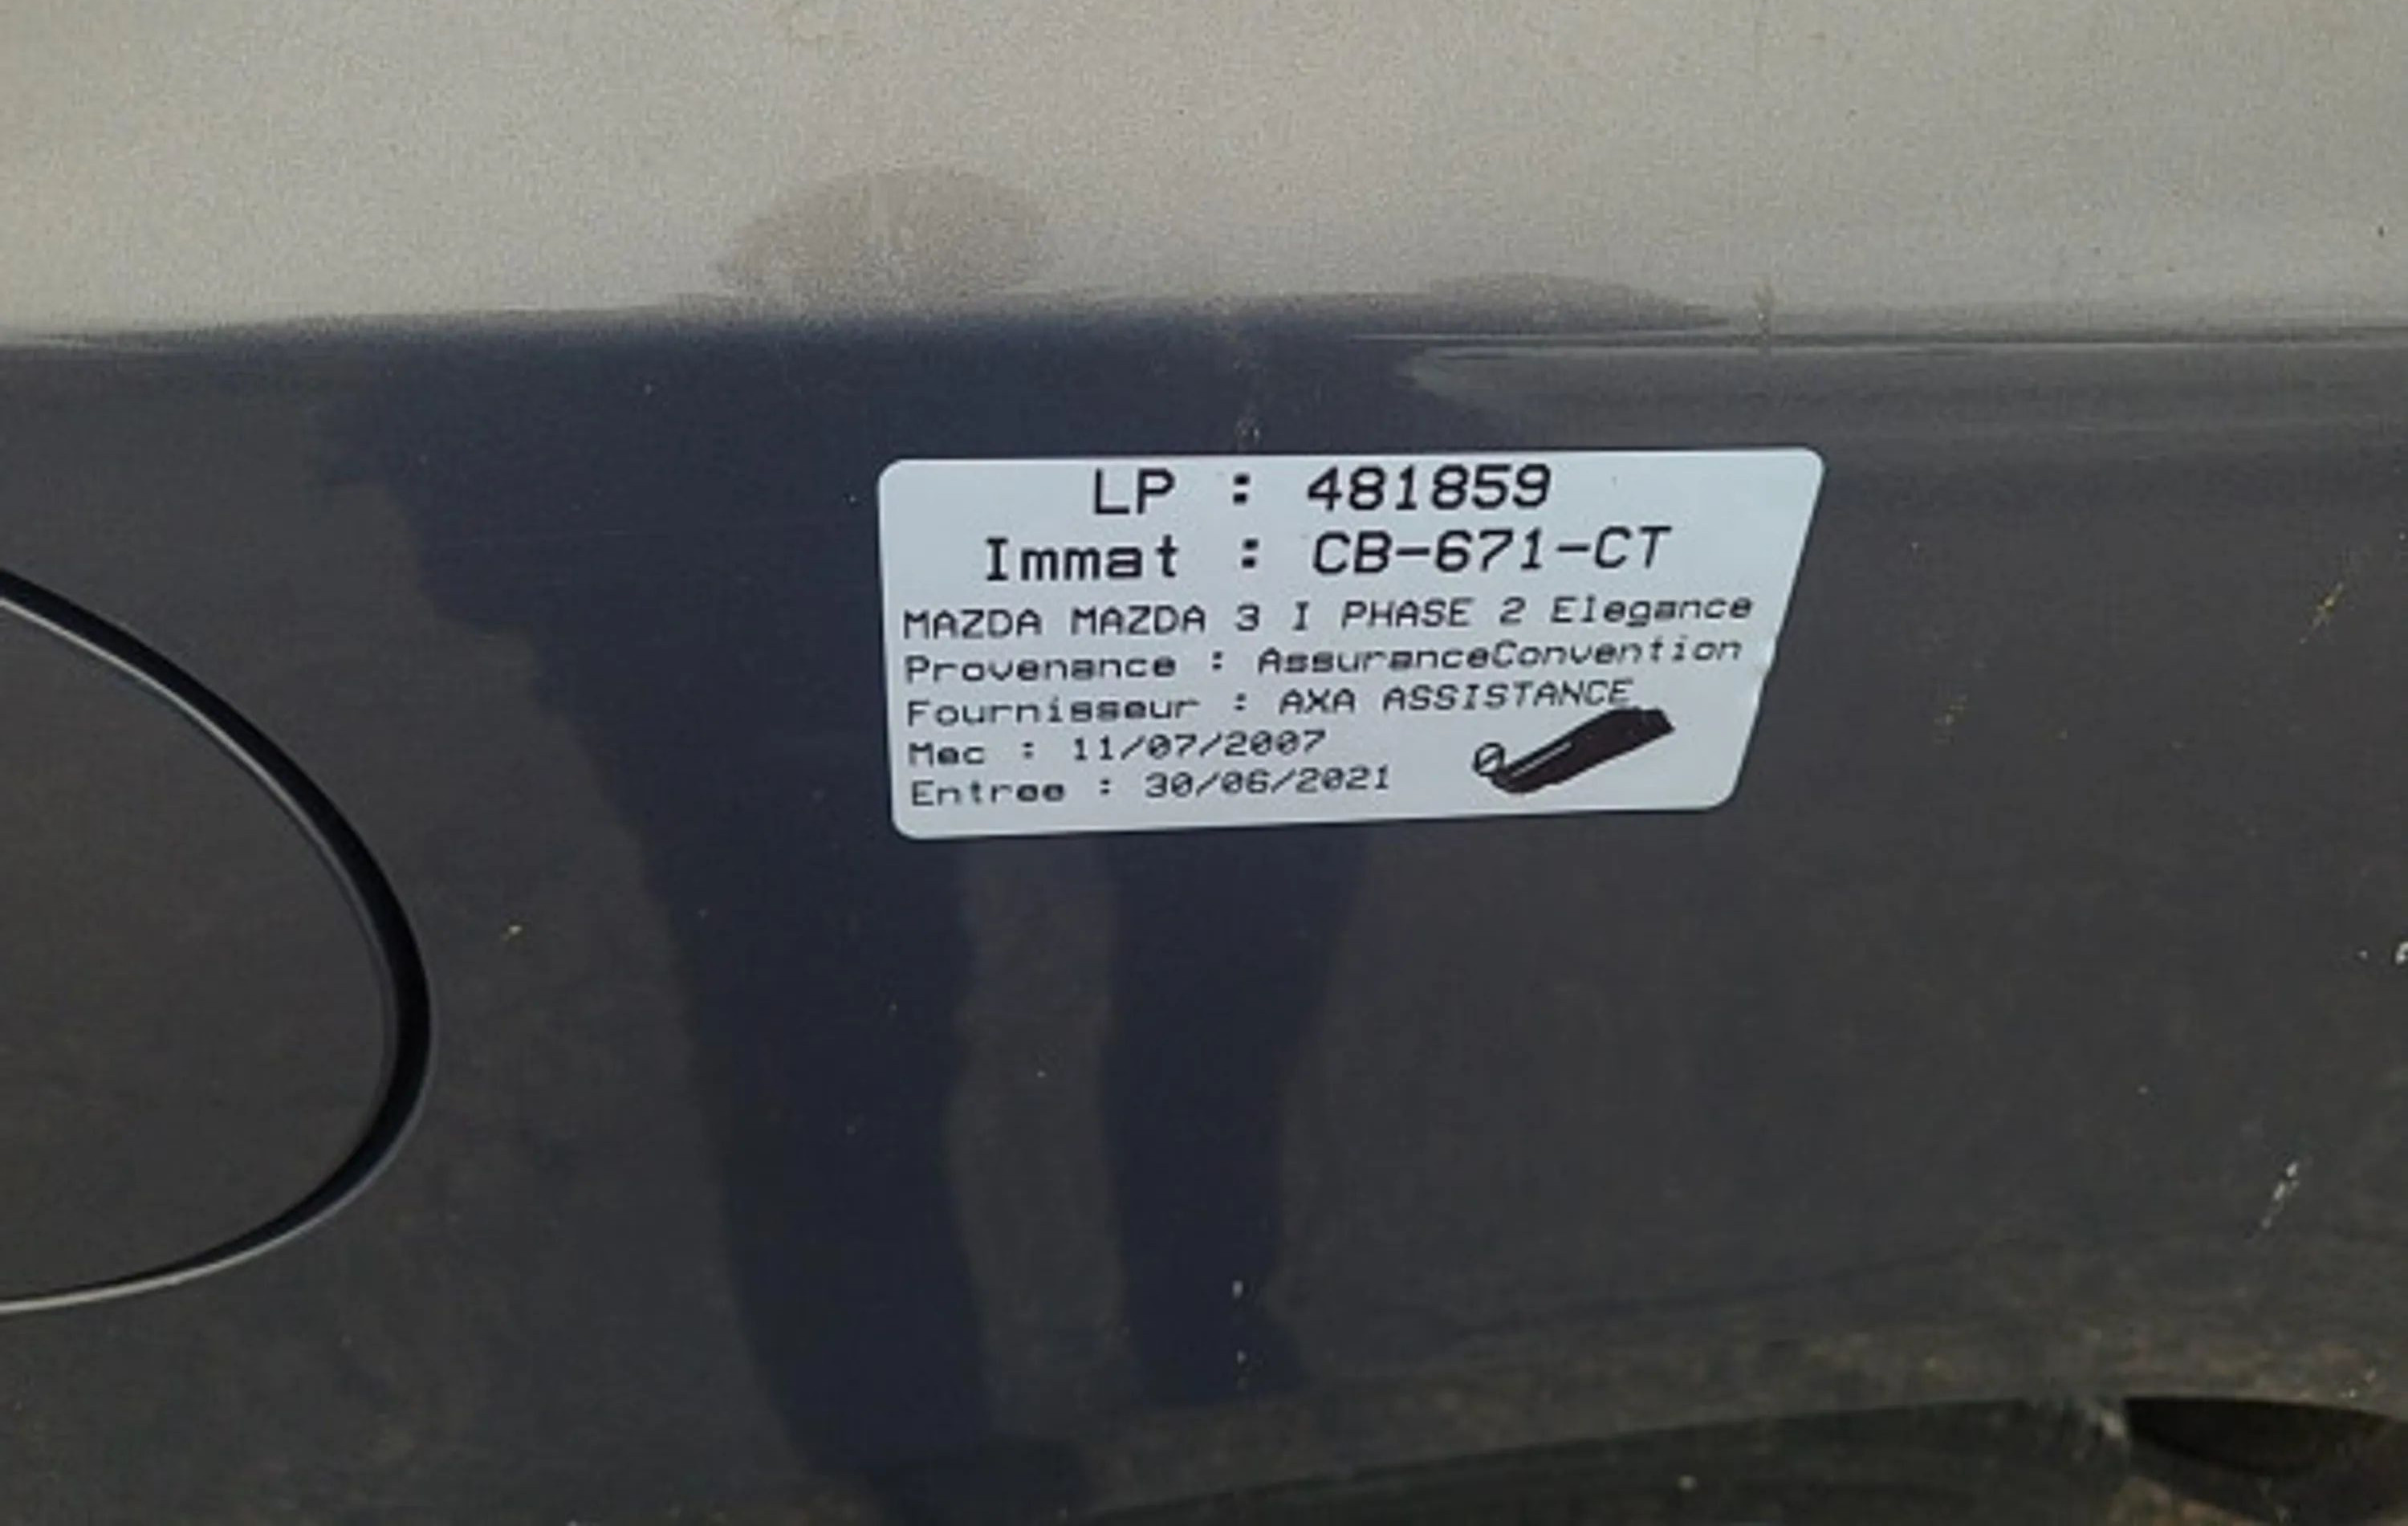 LP : 481859
Immat : CB-671-CT
MAZDA MAZDA 3 I PHASE 2 Elegance
Provenance : AssuranceConvention
Fournisseur : AXA ASSISTANCE
Mec : 11/07/2007
Entree : 30/06/2021